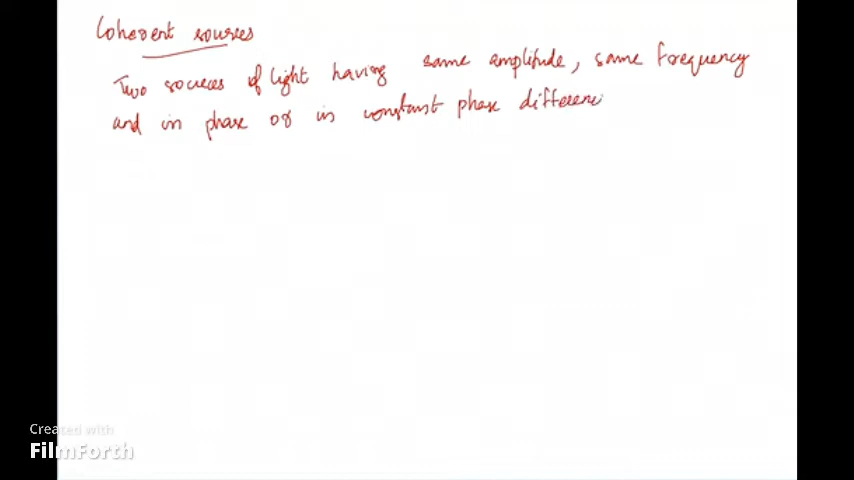 Coherent sources
Two sources of light having same amplitude, same frequency
and in phase or in constant phase differenc
Created with
FilmForth